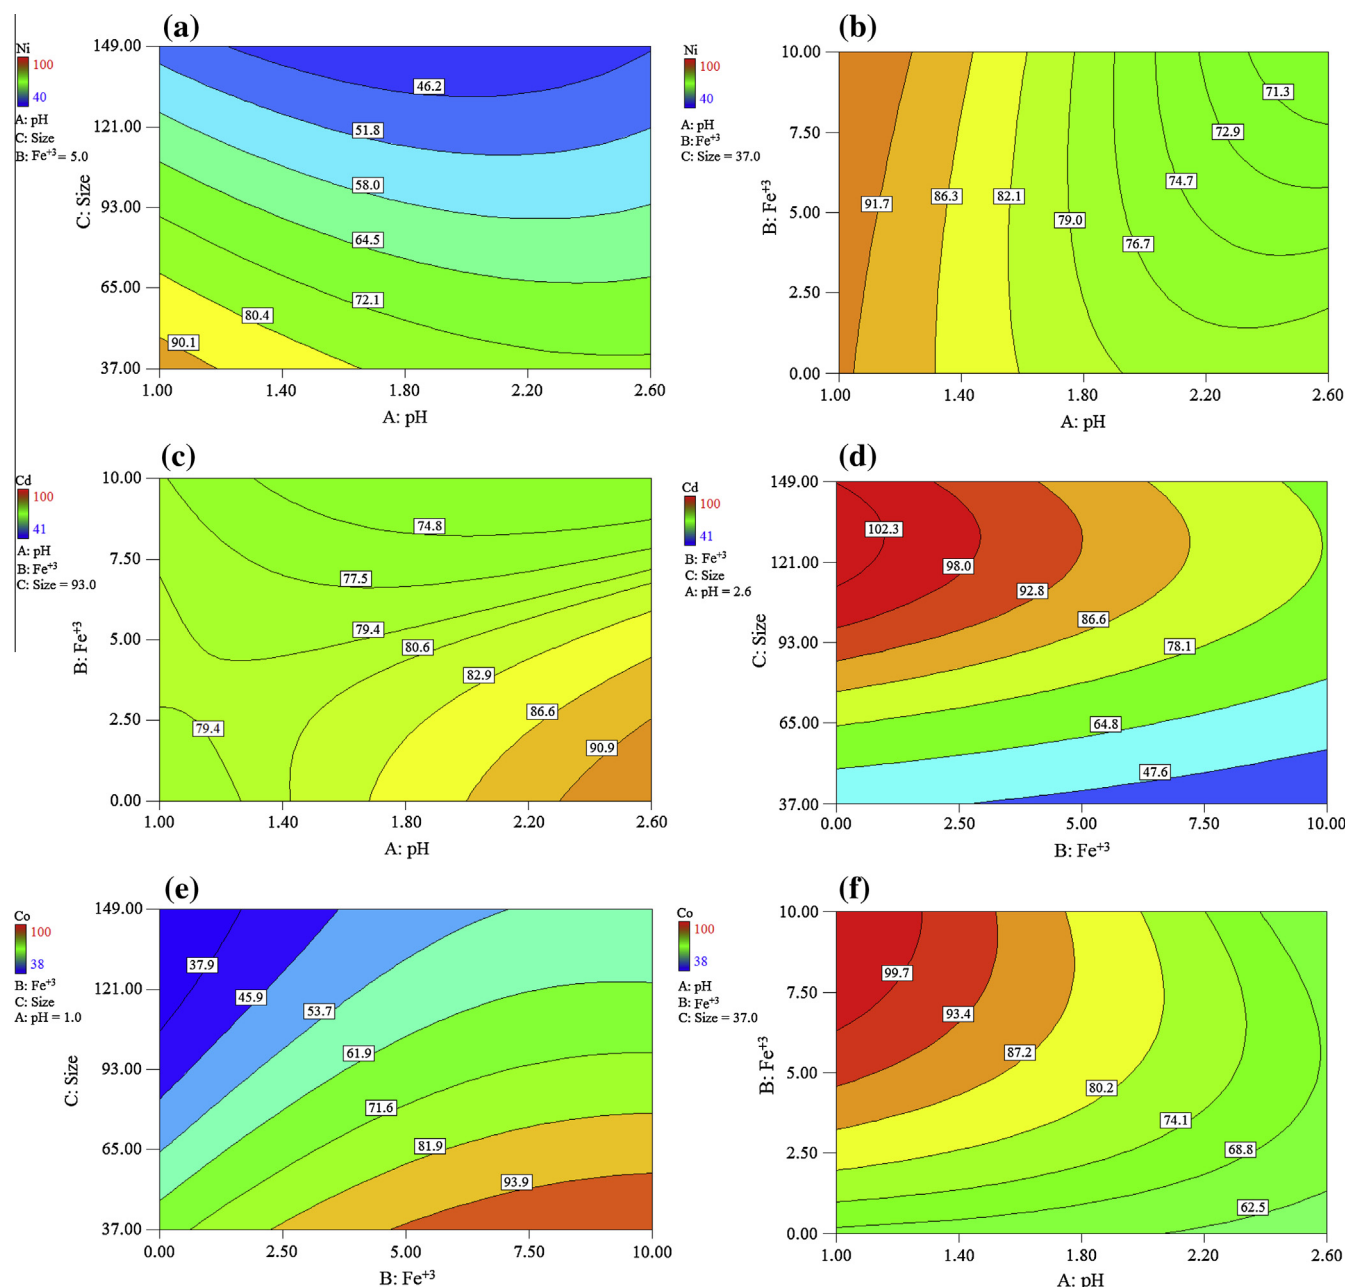 (a)
Ni
100
40
A: pH
C: Size
B: Fe+3 = 5.0
C: Size
149.00
121.00
93.00
65.00
37.00
46.2
51.8
58.0
64.5
72.1
80.4
90.1
1.00 1.40 1.80 2.20 2.60
A: pH
(b)
Ni
100
40
A: pH
B: Fe+3
C: Size = 37.0
B: Fe+3
10.00
7.50
5.00
2.50
0.00
71.3
72.9
74.7
91.7 86.3 82.1 79.0
76.7
1.00 1.40 1.80 2.20 2.60
A: pH
(c)
Cd
100
41
A: pH
B: Fe+3
C: Size = 93.0
B: Fe+3
10.00
7.50
5.00
2.50
0.00
74.8
77.5
79.4
80.6
82.9
86.6
79.4
90.9
1.00 1.40 1.80 2.20 2.60
A: pH
(d)
Cd
100
41
B: Fe+3
C: Size
A: pH = 2.6
C: Size
149.00
121.00
93.00
65.00
37.00
102.3
98.0
92.8
86.6
78.1
64.8
47.6
0.00 2.50 5.00 7.50 10.00
B: Fe+3
(e)
Co
100
38
B: Fe+3
C: Size
A: pH = 1.0
C: Size
149.00
121.00
93.00
65.00
37.00
37.9
45.9
53.7
61.9
71.6
81.9
93.9
0.00 2.50 5.00 7.50 10.00
B: Fe+3
(f)
Co
100
38
A: pH
B: Fe+3
C: Size = 37.0
B: Fe+3
10.00
7.50
5.00
2.50
0.00
99.7
93.4
87.2
80.2
74.1
68.8
62.5
1.00 1.40 1.80 2.20 2.60
A: pH